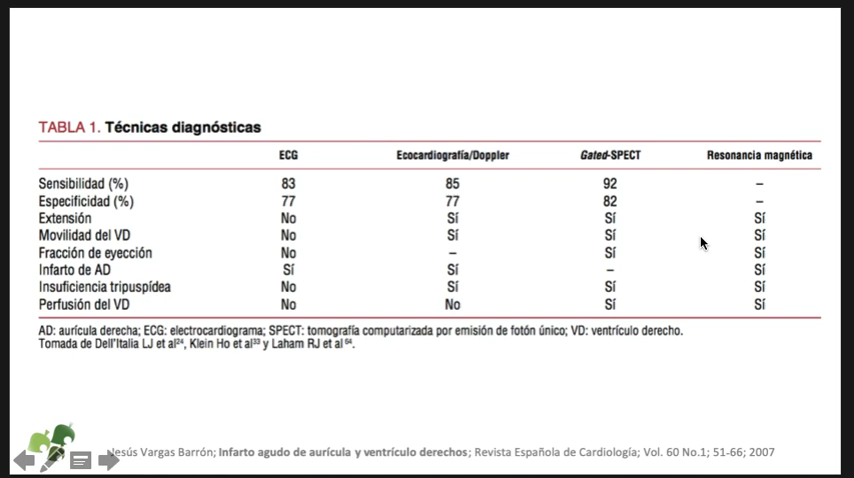 TABLA 1. Técnicas diagnósticas
ECG Ecocardiografía/Doppler Gated-SPECT Resonancia magnética
Sensibilidad (%) 83 85 92 –
Especificidad (%) 77 77 82 –
Extensión No Sí Sí Sí
Movilidad del VD No Sí Sí Sí
Fracción de eyección No – Sí Sí
Infarto de AD Sí Sí – Sí
Insuficiencia tripuspídea No Sí Sí Sí
Perfusión del VD No No Sí Sí
AD: aurícula derecha; ECG: electrocardiograma; SPECT: tomografía computarizada por emisión de fotón único; VD: ventrículo derecho.
Tomada de Dell'Italia LJ et al²⁴, Klein Ho et al³³ y Laham RJ et al⁶⁴.
Jesús Vargas Barrón; Infarto agudo de aurícula y ventrículo derechos; Revista Española de Cardiología; Vol. 60 No.1; 51-66; 2007